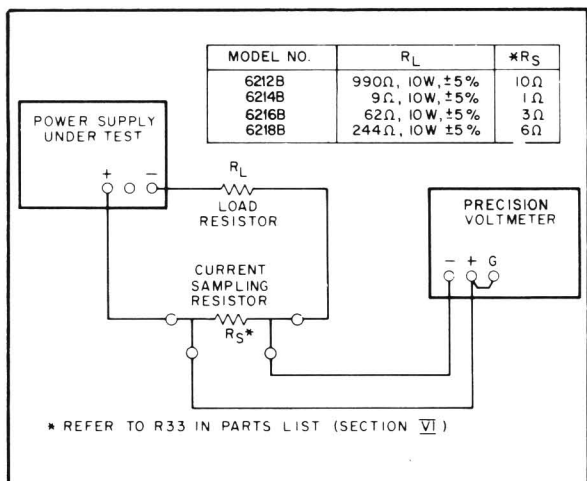 MODEL NO. RL *RS
6212B 990Ω, 10W, ±5% 10Ω
6214B 9Ω, 10W, ±5% 1Ω
6216B 62Ω, 10W, ±5% 3Ω
6218B 244Ω, 10W ±5% 6Ω
POWER SUPPLY
UNDER TEST
+ −
RL
LOAD
RESISTOR
PRECISION
VOLTMETER
− + G
CURRENT
SAMPLING
RESISTOR
RS*
* REFER TO R33 IN PARTS LIST (SECTION VI)